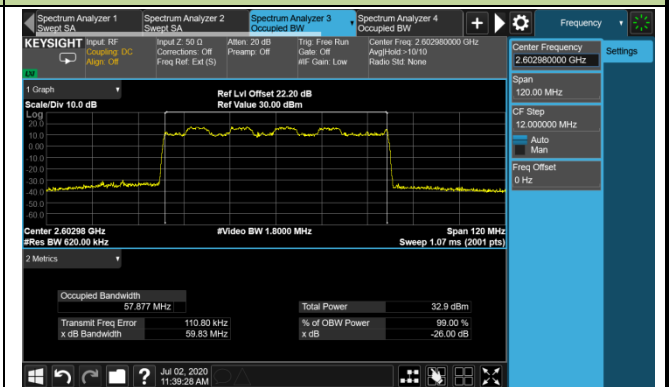 Spectrum Analyzer 1
Swept SA
Spectrum Analyzer 2
Swept SA
Spectrum Analyzer 3
Occupied BW
Spectrum Analyzer 4
Occupied BW
Frequency
KEYSIGHT
Input: RF
Coupling: DC
Align: Off
Input Z: 50 Ω
Corrections: Off
Freq Ref: Ext (S)
Atten: 20 dB
Preamp: Off
Trig: Free Run
Gate: Off
#IF Gain: Low
Center Freq: 2.602980000 GHz
Avg|Hold:>10/10
Radio Std: None
LXI
1 Graph
Scale/Div 10.0 dB
Ref Lvl Offset 22.20 dB
Ref Value 30.00 dBm
Log
20.0
10.0
0.00
-10.0
-20.0
-30.0
-40.0
-50.0
-60.0
Center 2.60298 GHz
#Res BW 620.00 kHz
#Video BW 1.8000 MHz
Span 120 MHz
Sweep 1.07 ms (2001 pts)
2 Metrics
Occupied Bandwidth
57.877 MHz
Transmit Freq Error 110.80 kHz
x dB Bandwidth 59.83 MHz
Total Power 32.9 dBm
% of OBW Power 99.00 %
x dB -26.00 dB
Center Frequency
2.602980000 GHz
Settings
Span
120.00 MHz
CF Step
12.000000 MHz
Auto
Man
Freq Offset
0 Hz
Jul 02, 2020
11:39:28 AM